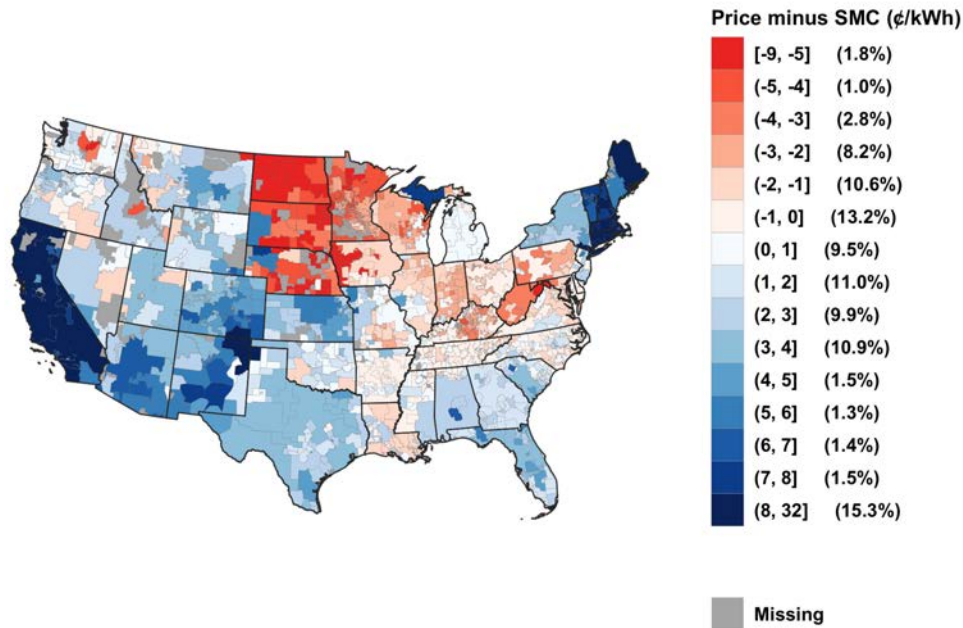 Price minus SMC (¢/kWh)
[-9, -5] (1.8%)
(-5, -4] (1.0%)
(-4, -3] (2.8%)
(-3, -2] (8.2%)
(-2, -1] (10.6%)
(-1, 0] (13.2%)
(0, 1] (9.5%)
(1, 2] (11.0%)
(2, 3] (9.9%)
(3, 4] (10.9%)
(4, 5] (1.5%)
(5, 6] (1.3%)
(6, 7] (1.4%)
(7, 8] (1.5%)
(8, 32] (15.3%)
Missing